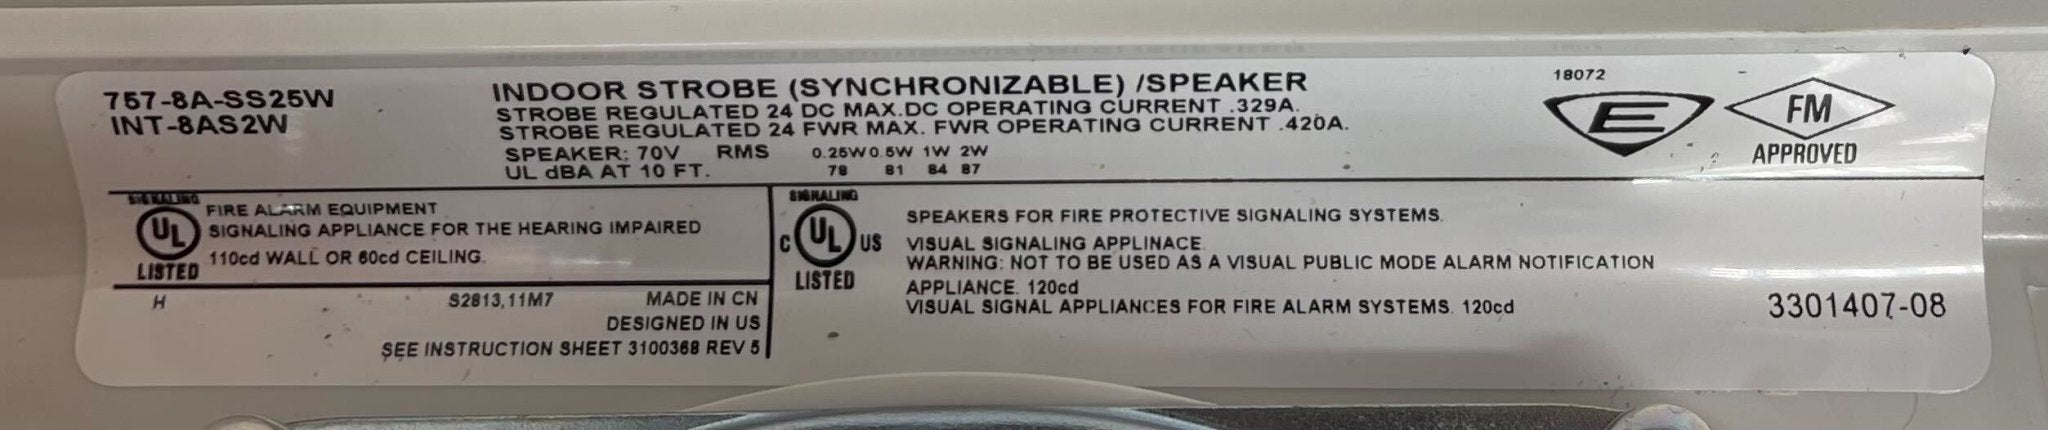 757-8A-SS25W
INT-8AS2W
INDOOR STROBE (SYNCHRONIZABLE) /SPEAKER
STROBE REGULATED 24 DC MAX.DC OPERATING CURRENT .329A.
STROBE REGULATED 24 FWR MAX. FWR OPERATING CURRENT .420A.
SPEAKER: 70V RMS 0.25W 0.5W 1W 2W
UL dBA AT 10 FT. 78 81 84 87
18072
E
FM
APPROVED
SIGNALING
UL
LISTED
FIRE ALARM EQUIPMENT
SIGNALING APPLIANCE FOR THE HEARING IMPAIRED
110cd WALL OR 60cd CEILING.
H S2813,11M7 MADE IN CN
DESIGNED IN US
SEE INSTRUCTION SHEET 3100368 REV 5
SIGNALING
C UL US
LISTED
SPEAKERS FOR FIRE PROTECTIVE SIGNALING SYSTEMS.
VISUAL SIGNALING APPLINACE.
WARNING: NOT TO BE USED AS A VISUAL PUBLIC MODE ALARM NOTIFICATION
APPLIANCE. 120cd
VISUAL SIGNAL APPLIANCES FOR FIRE ALARM SYSTEMS. 120cd
3301407-08